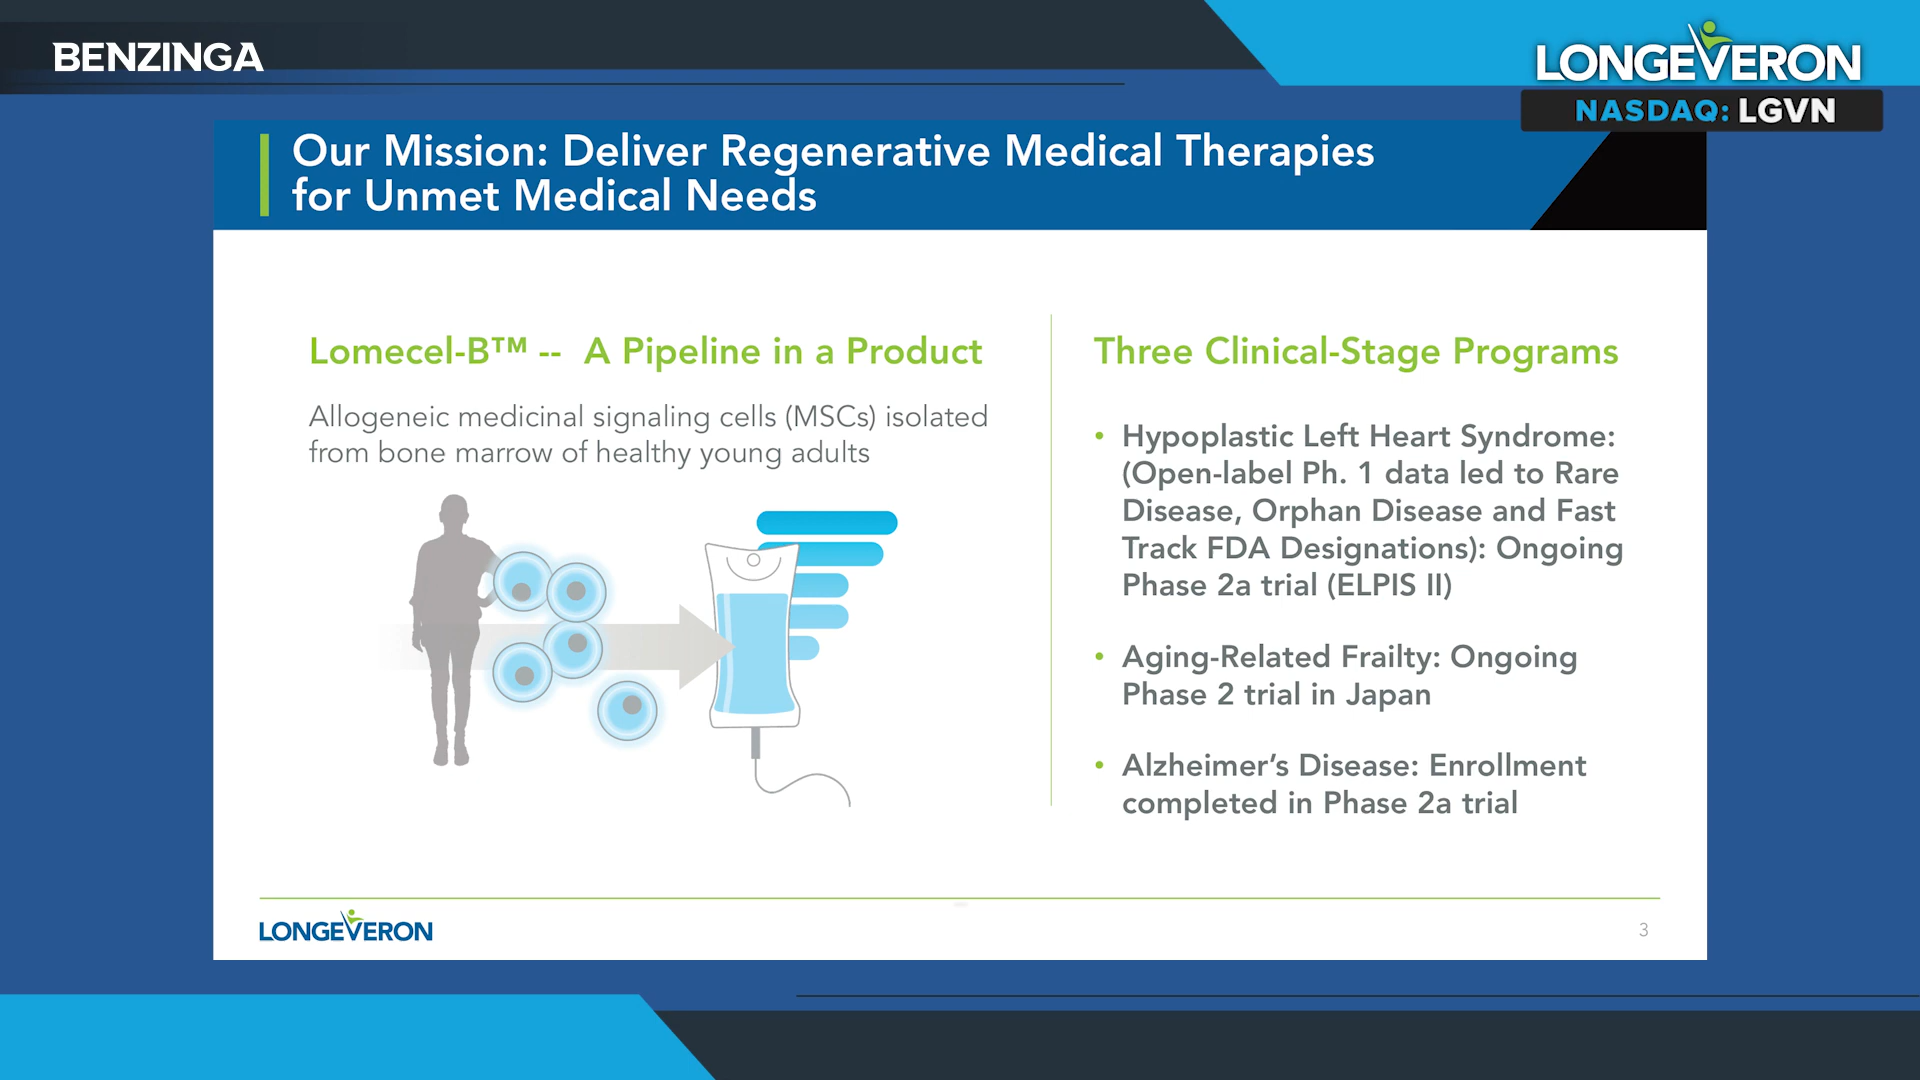 BENZINGA
LONGEVERON
NASDAQ: LGVN
Our Mission: Deliver Regenerative Medical Therapies
for Unmet Medical Needs
Lomecel-B™ -- A Pipeline in a Product
Allogeneic medicinal signaling cells (MSCs) isolated
from bone marrow of healthy young adults
Three Clinical-Stage Programs
• Hypoplastic Left Heart Syndrome:
(Open-label Ph. 1 data led to Rare
Disease, Orphan Disease and Fast
Track FDA Designations): Ongoing
Phase 2a trial (ELPIS II)
• Aging-Related Frailty: Ongoing
Phase 2 trial in Japan
• Alzheimer’s Disease: Enrollment
completed in Phase 2a trial
LONGEVERON
3